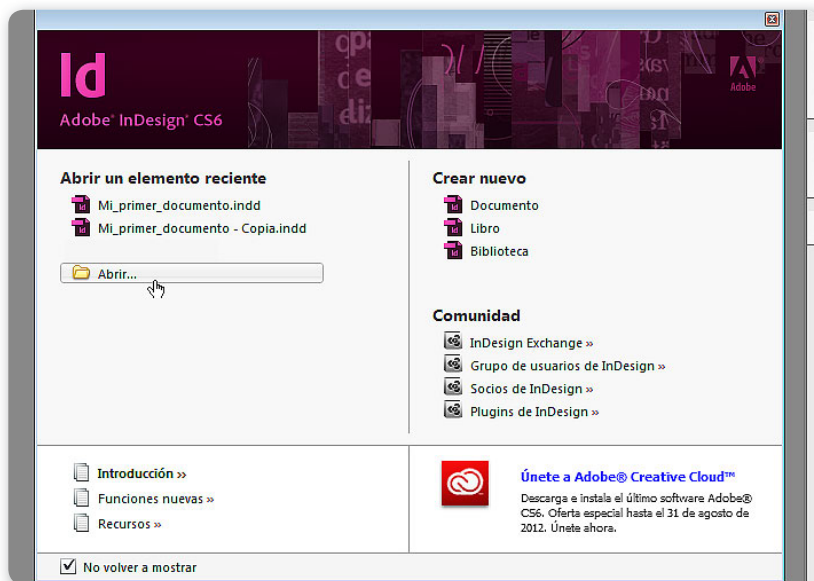 Id
Adobe® InDesign® CS6
Adobe
Abrir un elemento reciente
Mi_primer_documento.indd
Mi_primer_documento - Copia.indd
Abrir...
Crear nuevo
Documento
Libro
Biblioteca
Comunidad
InDesign Exchange »
Grupo de usuarios de InDesign »
Socios de InDesign »
Plugins de InDesign »
Introducción »
Funciones nuevas »
Recursos »
Únete a Adobe® Creative Cloud™
Descarga e instala el último software Adobe®
CS6. Oferta especial hasta el 31 de agosto de
2012. Únete ahora.
No volver a mostrar